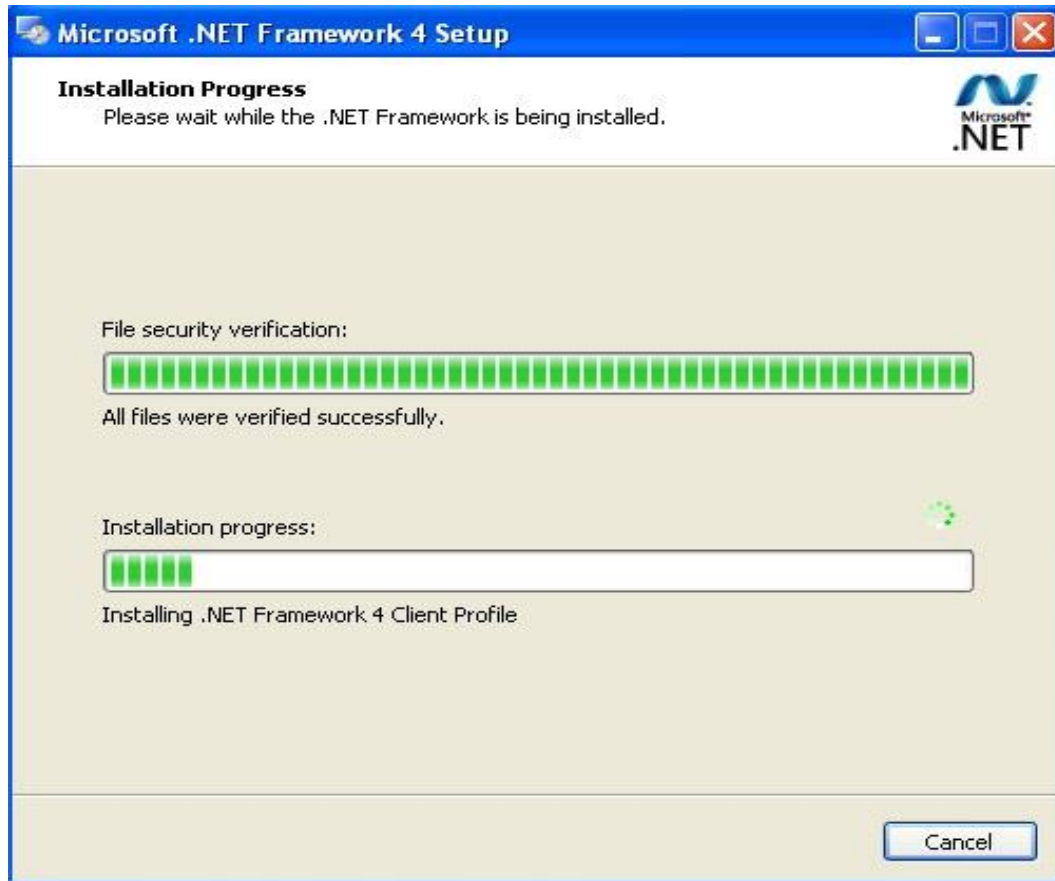 Microsoft .NET Framework 4 Setup
Installation Progress
Please wait while the .NET Framework is being installed.
Microsoft®
.NET
File security verification:
All files were verified successfully.
Installation progress:
Installing .NET Framework 4 Client Profile
Cancel